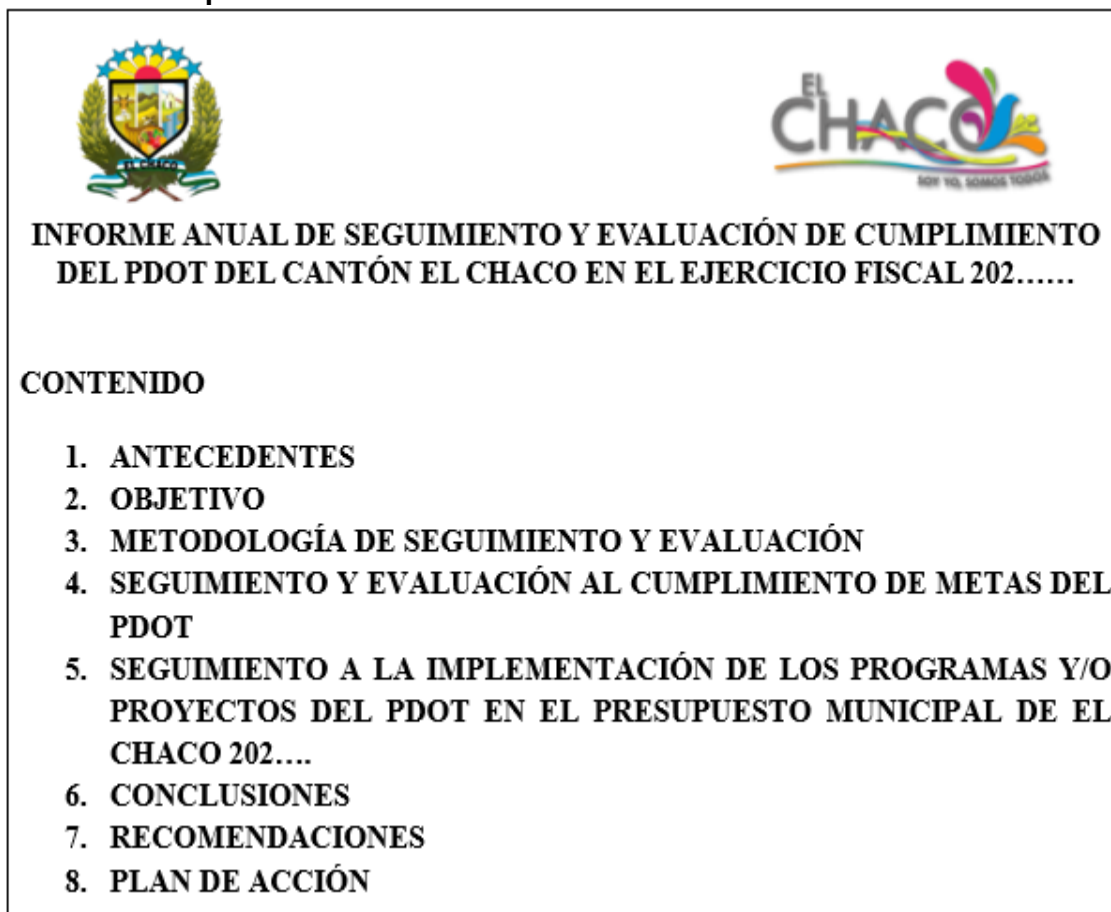 EL CHACO
EL
CHACO
SOY YO, SOMOS TODOS
INFORME ANUAL DE SEGUIMIENTO Y EVALUACIÓN DE CUMPLIMIENTO
DEL PDOT DEL CANTÓN EL CHACO EN EL EJERCICIO FISCAL 202……
CONTENIDO
1. ANTECEDENTES
2. OBJETIVO
3. METODOLOGÍA DE SEGUIMIENTO Y EVALUACIÓN
4. SEGUIMIENTO Y EVALUACIÓN AL CUMPLIMIENTO DE METAS DEL
PDOT
5. SEGUIMIENTO A LA IMPLEMENTACIÓN DE LOS PROGRAMAS Y/O
PROYECTOS DEL PDOT EN EL PRESUPUESTO MUNICIPAL DE EL
CHACO 202….
6. CONCLUSIONES
7. RECOMENDACIONES
8. PLAN DE ACCIÓN